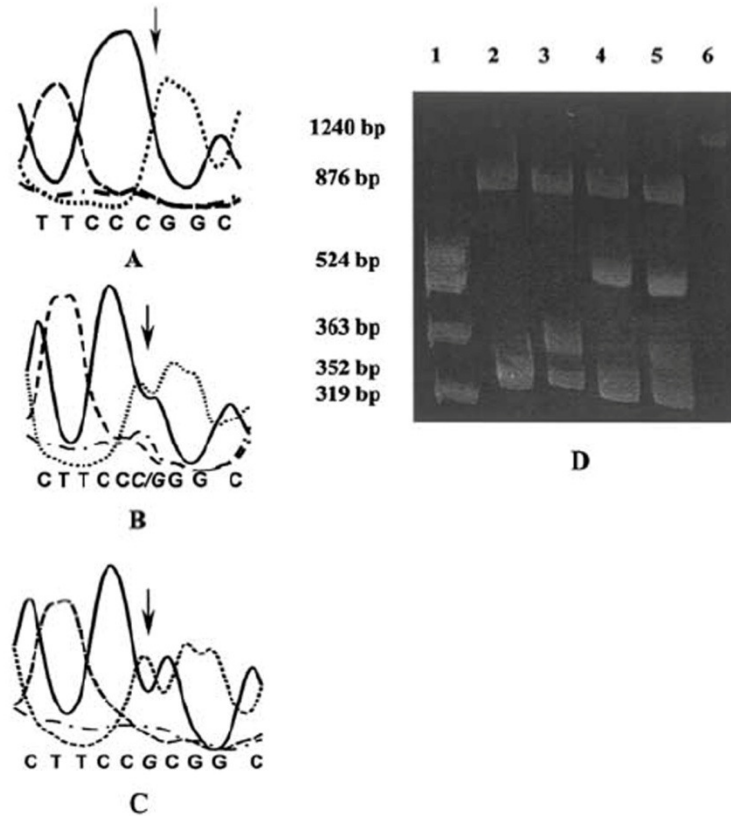 T T C C C G G C
A
C T T C C C/G G G C
B
C T T C C G C G G C
C
1 2 3 4 5 6
1240 bp
876 bp
524 bp
363 bp
352 bp
319 bp
D